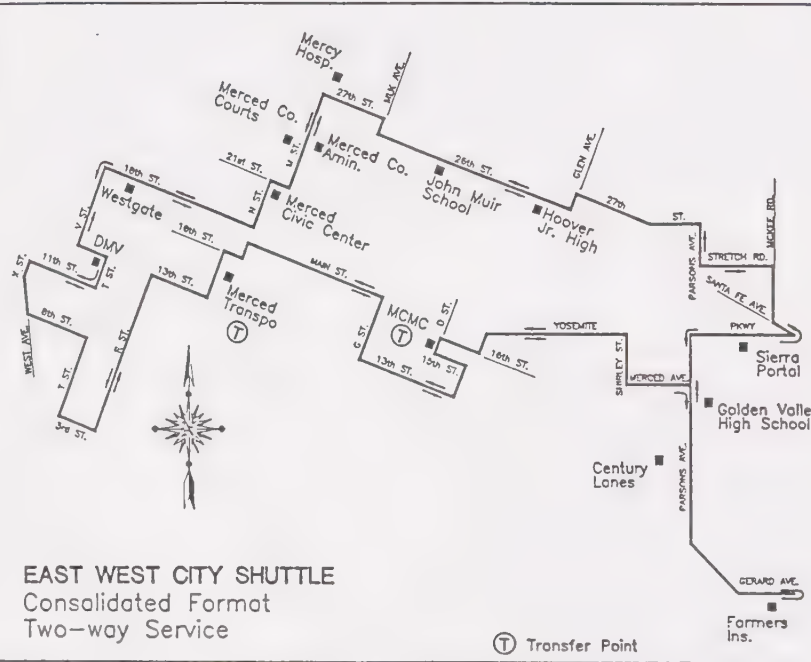 Mercy
Hosp.
MLK AVE.
27th ST.
Merced Co.
Courts
M ST.
Merced Co.
Amin.
21st ST.
26th ST.
John Muir
School
GLEN AVE.
Hoover
Jr. High
27th
ST.
18th ST.
Westgate
N ST.
Merced
Civic Center
V ST.
DMV
18th ST.
PARSONS AVE.
STRETCH RD.
MCKEE RD.
SANTA FE AVE.
X ST.
11th ST.
T ST.
13th ST.
Merced
Transpo
T
MAIN ST.
MCMC
T
D ST.
YOSEMITE
PKWY
Sierra
Portal
8th ST.
WEST AVE.
R ST.
T ST.
3rd ST.
G ST.
13th ST.
15th ST.
16th ST.
SHIRLEY ST.
MERCED AVE.
Golden Valle
High School
Century
Lanes
PARSONS AVE.
GERARD AVE.
Farmers
Ins.
EAST WEST CITY SHUTTLE
Consolidated Format
Two-way Service
T Transfer Point